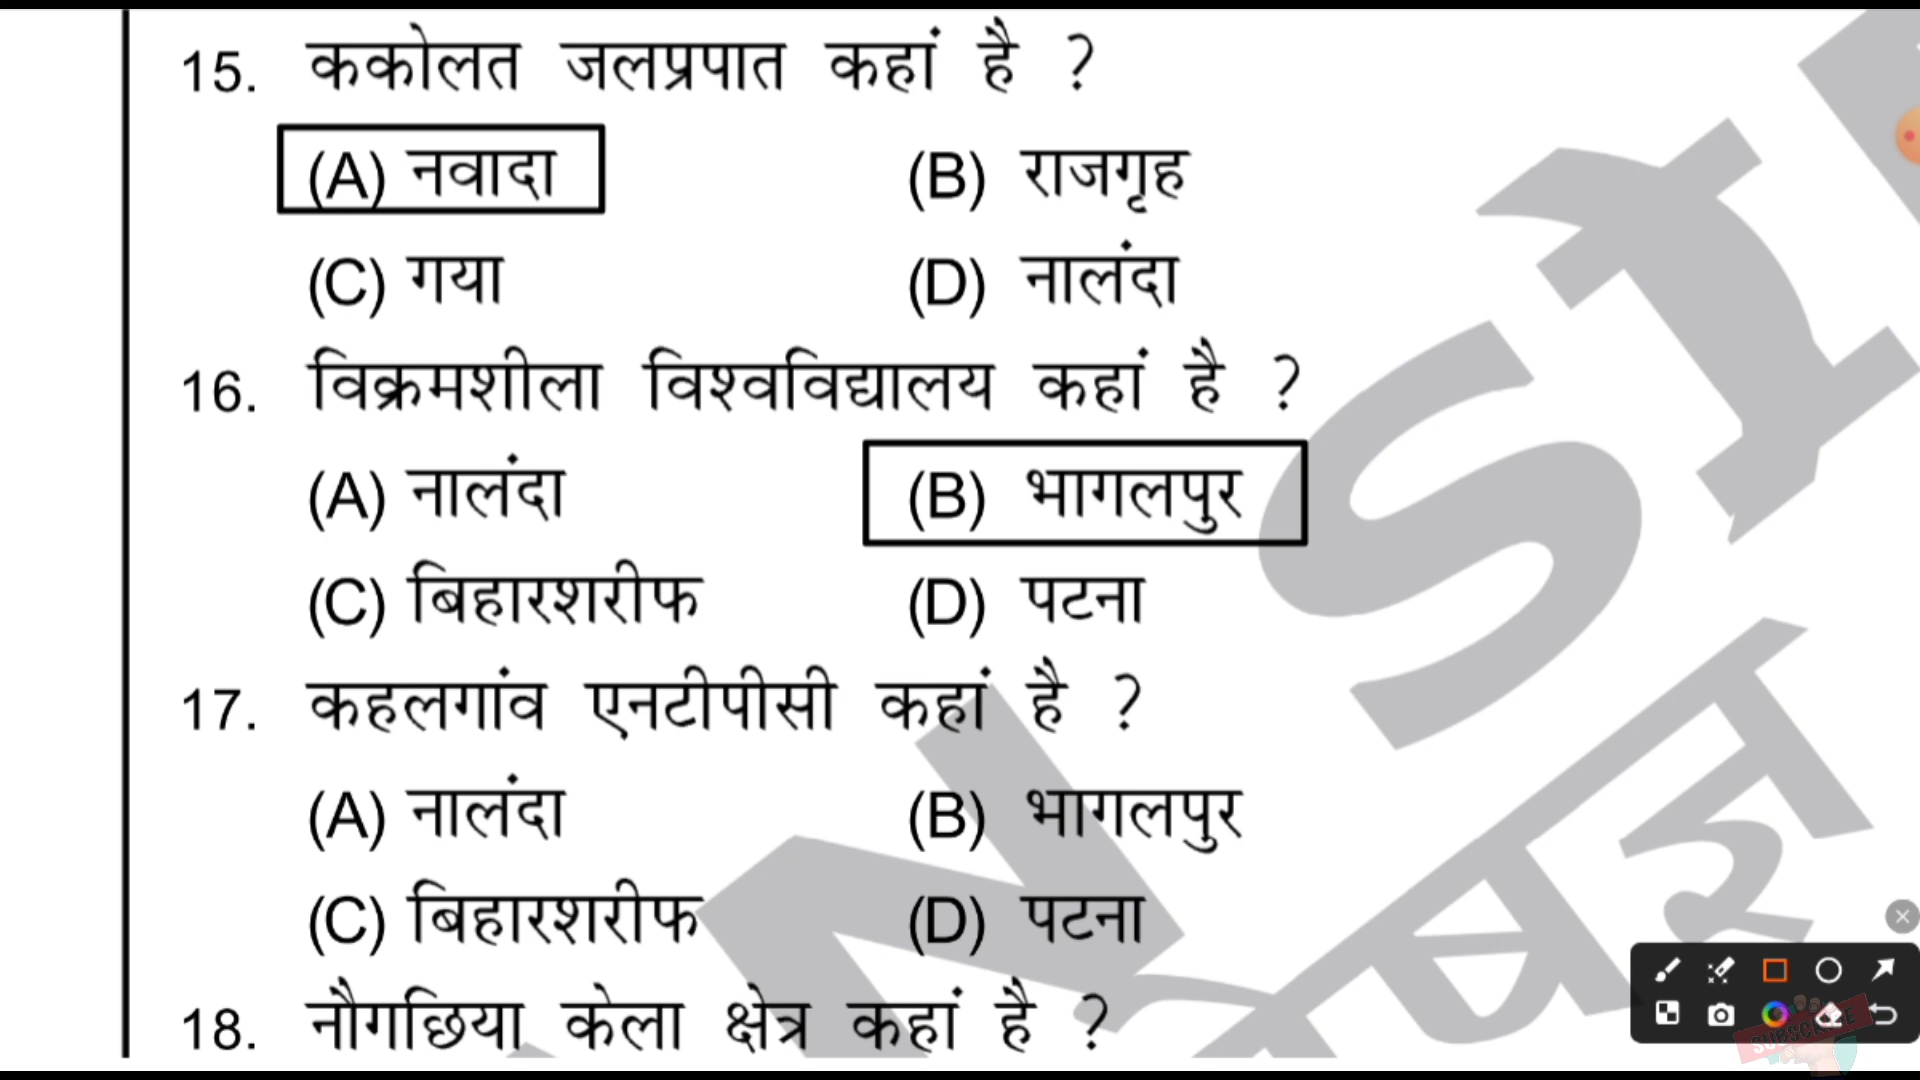 15. ककोलत जलप्रपात कहां है ?
(A) नवादा (B) राजगृह
(C) गया (D) नालंदा
16. विक्रमशीला विश्वविद्यालय कहां है ?
(A) नालंदा (B) भागलपुर
(C) बिहारशरीफ (D) पटना
17. कहलगांव एनटीपीसी कहां है ?
(A) नालंदा (B) भागलपुर
(C) बिहारशरीफ (D) पटना
18. नौगछिया केला क्षेत्र कहां है ?
SUBSCRIBE